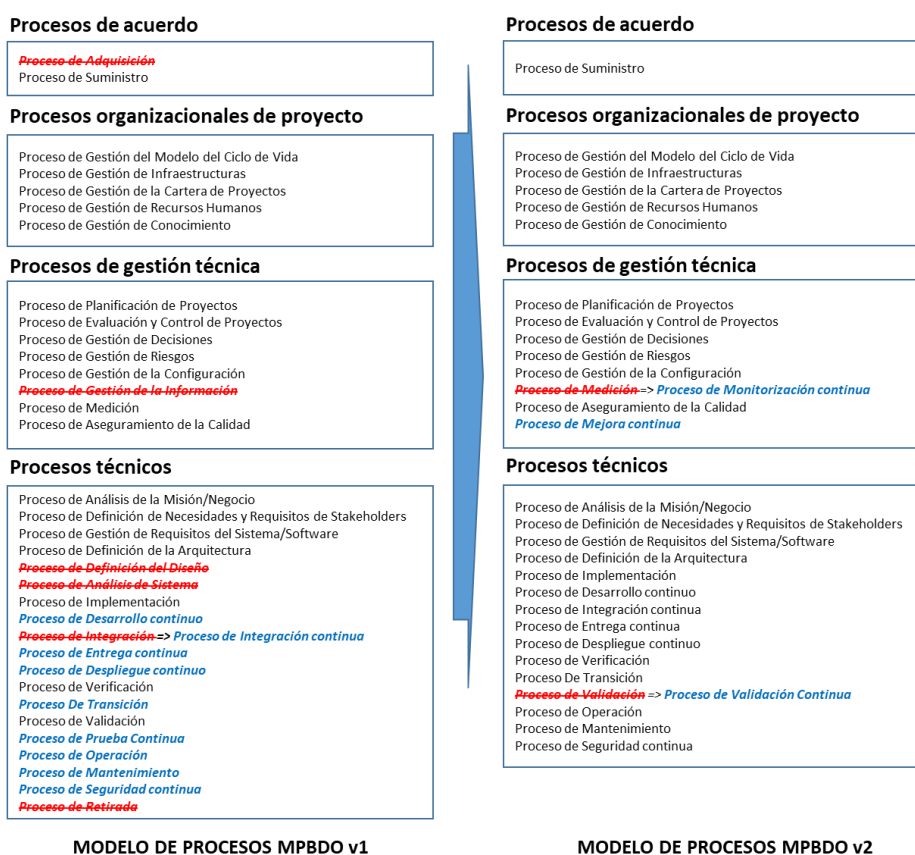 Procesos de acuerdo
Proceso de Adquisición
Proceso de Suministro
Procesos organizacionales de proyecto
Proceso de Gestión del Modelo del Ciclo de Vida
Proceso de Gestión de Infraestructuras
Proceso de Gestión de la Cartera de Proyectos
Proceso de Gestión de Recursos Humanos
Proceso de Gestión de Conocimiento
Procesos de gestión técnica
Proceso de Planificación de Proyectos
Proceso de Evaluación y Control de Proyectos
Proceso de Gestión de Decisiones
Proceso de Gestión de Riesgos
Proceso de Gestión de la Configuración
Proceso de Gestión de la Información
Proceso de Medición
Proceso de Aseguramiento de la Calidad
Procesos técnicos
Proceso de Análisis de la Misión/Negocio
Proceso de Definición de Necesidades y Requisitos de Stakeholders
Proceso de Gestión de Requisitos del Sistema/Software
Proceso de Definición de la Arquitectura
Proceso de Definición del Diseño
Proceso de Análisis de Sistema
Proceso de Implementación
Proceso de Desarrollo continuo
Proceso de Integración => Proceso de Integración continua
Proceso de Entrega continua
Proceso de Despliegue continuo
Proceso de Verificación
Proceso De Transición
Proceso de Validación
Proceso de Prueba Continua
Proceso de Operación
Proceso de Mantenimiento
Proceso de Seguridad continua
Proceso de Retirada
MODELO DE PROCESOS MPBDO v1
Procesos de acuerdo
Proceso de Suministro
Procesos organizacionales de proyecto
Proceso de Gestión del Modelo del Ciclo de Vida
Proceso de Gestión de Infraestructuras
Proceso de Gestión de la Cartera de Proyectos
Proceso de Gestión de Recursos Humanos
Proceso de Gestión de Conocimiento
Procesos de gestión técnica
Proceso de Planificación de Proyectos
Proceso de Evaluación y Control de Proyectos
Proceso de Gestión de Decisiones
Proceso de Gestión de Riesgos
Proceso de Gestión de la Configuración
Proceso de Medición => Proceso de Monitorización continua
Proceso de Aseguramiento de la Calidad
Proceso de Mejora continua
Procesos técnicos
Proceso de Análisis de la Misión/Negocio
Proceso de Definición de Necesidades y Requisitos de Stakeholders
Proceso de Gestión de Requisitos del Sistema/Software
Proceso de Definición de la Arquitectura
Proceso de Implementación
Proceso de Desarrollo continuo
Proceso de Integración continua
Proceso de Entrega continua
Proceso de Despliegue continuo
Proceso de Verificación
Proceso De Transición
Proceso de Validación => Proceso de Validación Continua
Proceso de Operación
Proceso de Mantenimiento
Proceso de Seguridad continua
MODELO DE PROCESOS MPBDO v2